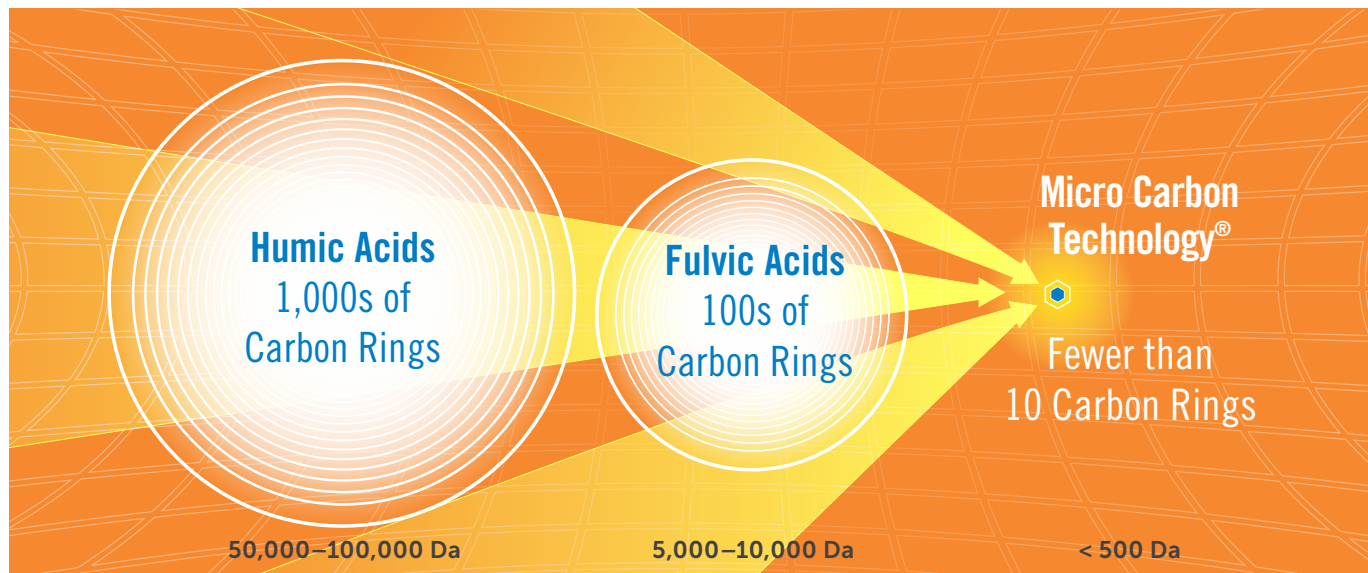 Humic Acids
1,000s of
Carbon Rings
50,000–100,000 Da
Fulvic Acids
100s of
Carbon Rings
5,000–10,000 Da
Micro Carbon
Technology®
Fewer than
10 Carbon Rings
< 500 Da